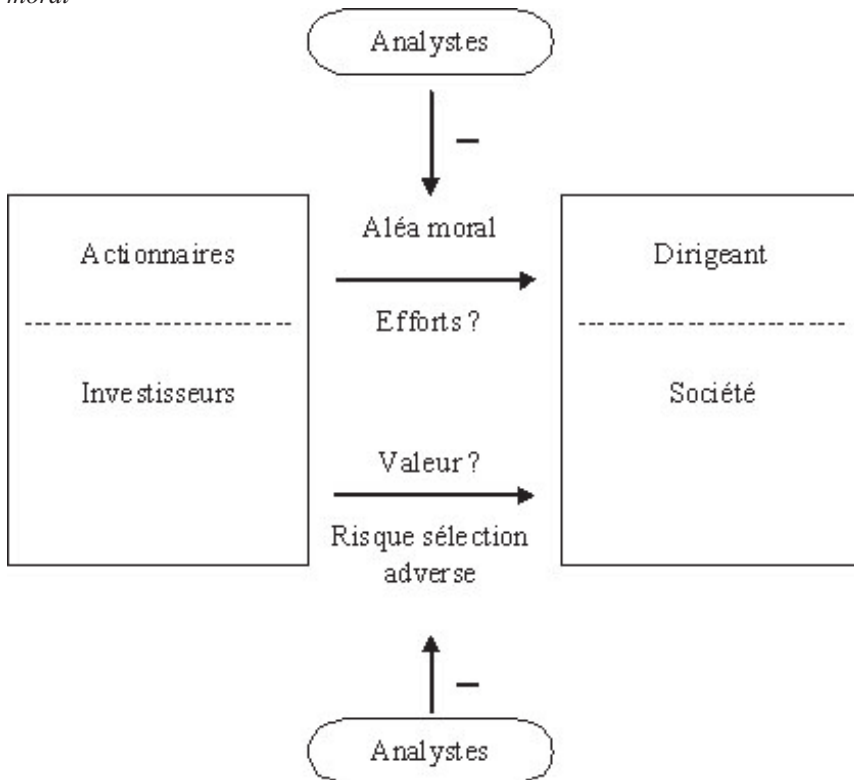 moral
Analystes
–
Aléa moral
Actionnaires
Dirigeant
Efforts ?
Investisseurs
Société
Valeur ?
Risque sélection
adverse
–
Analystes